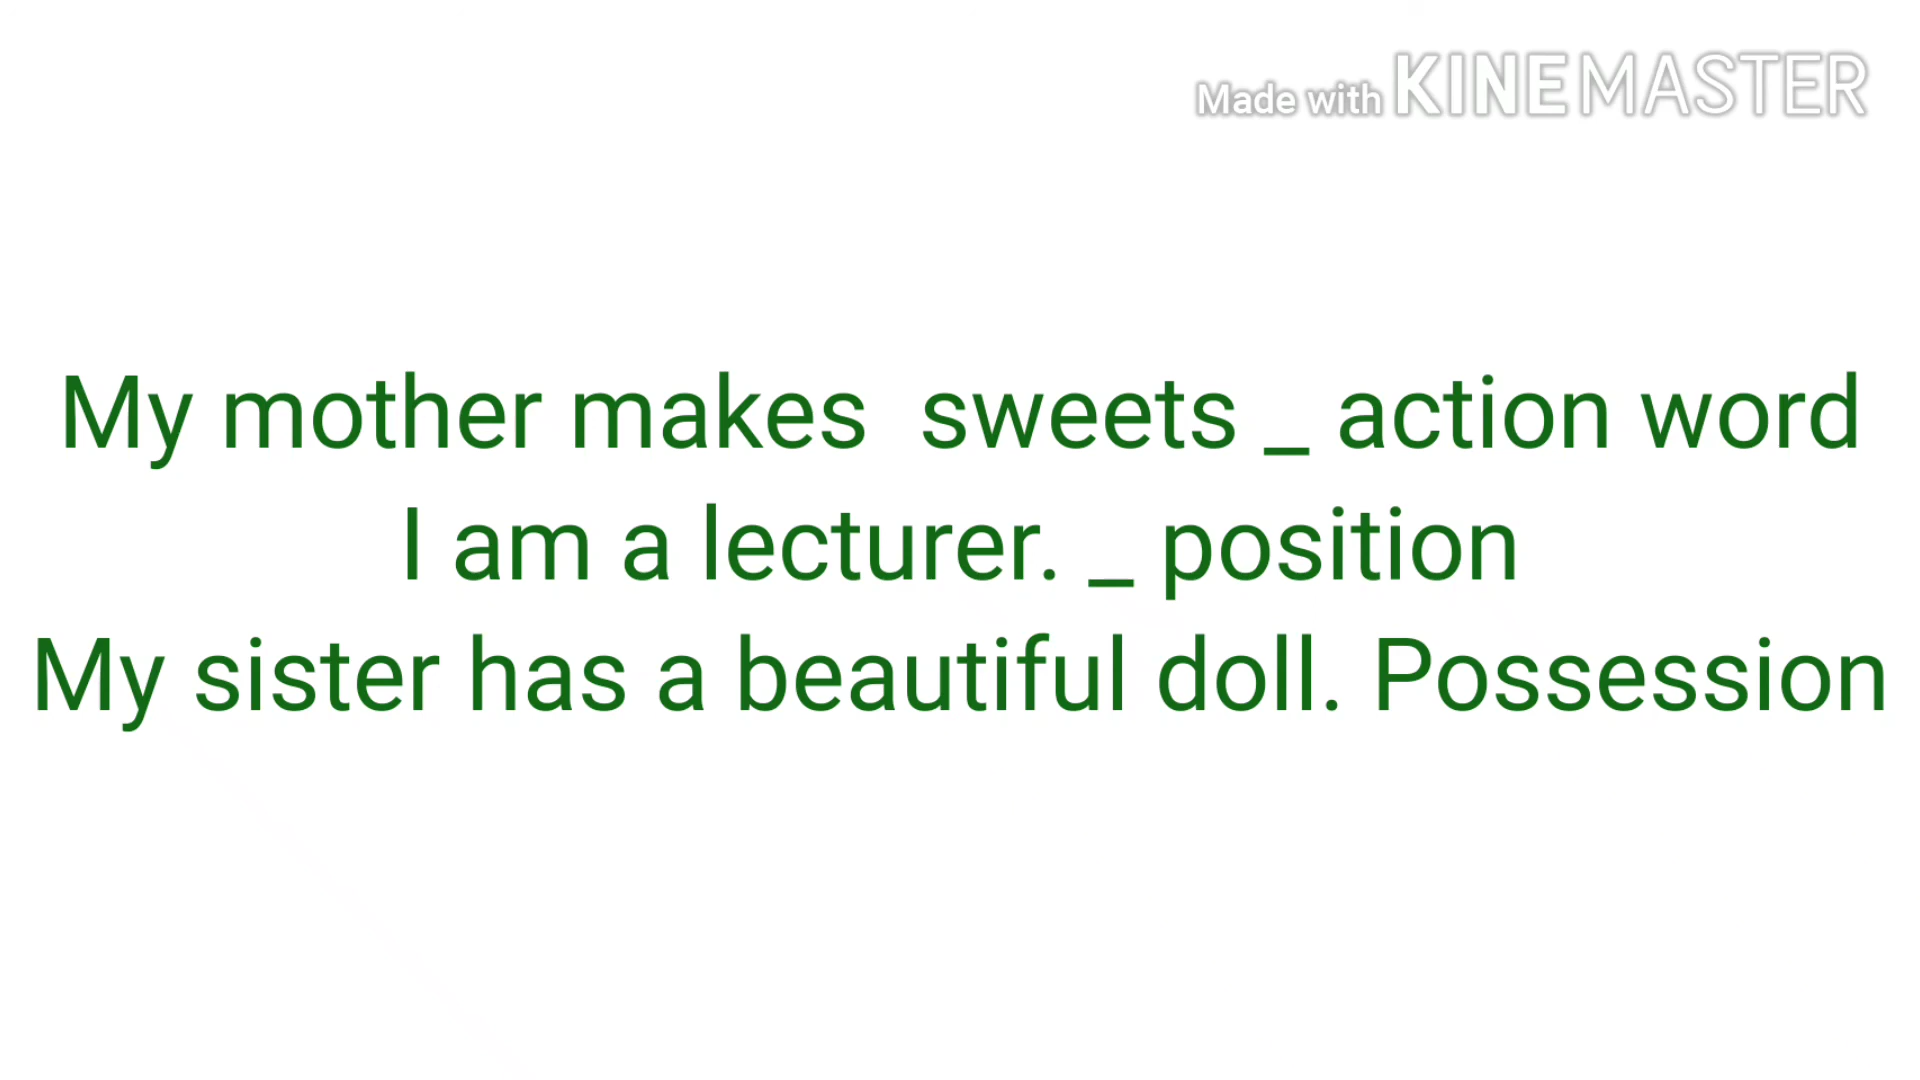 Made with KINEMASTER
My mother makes  sweets _ action word
I am a lecturer. _ position
My sister has a beautiful doll. Possession